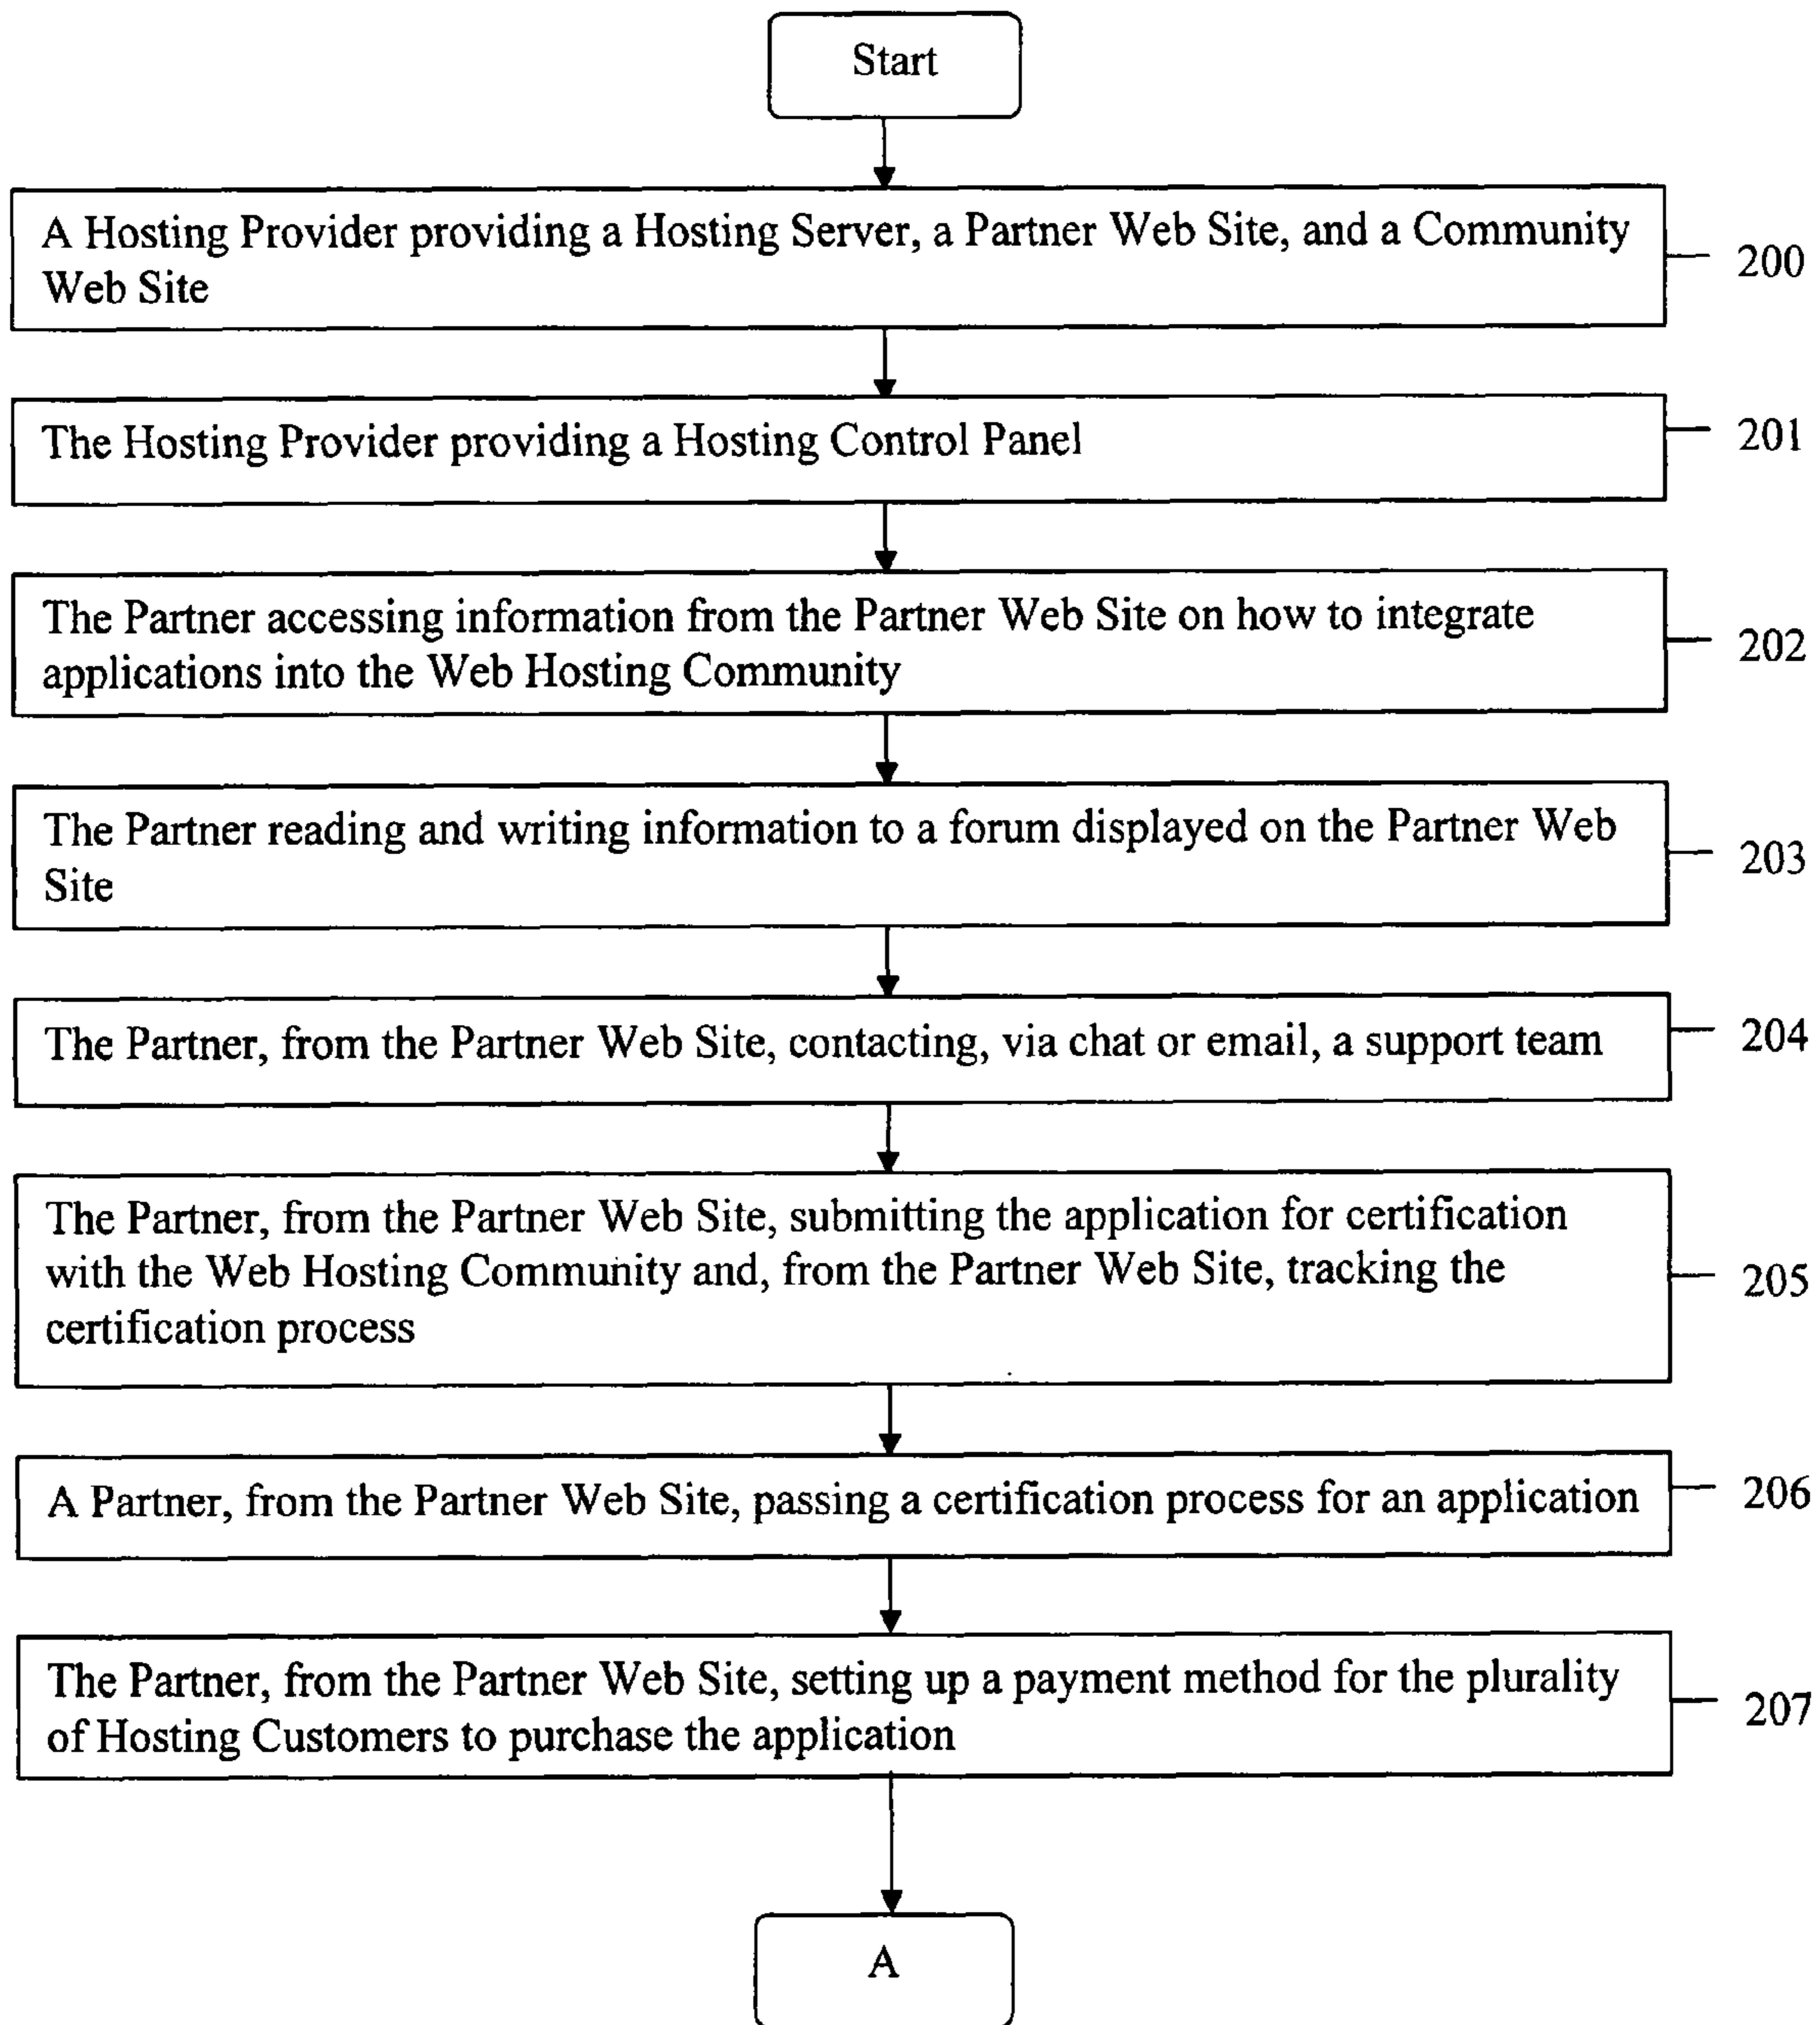 Start
A Hosting Provider providing a Hosting Server, a Partner Web Site, and a Community
Web Site
200
The Hosting Provider providing a Hosting Control Panel
201
The Partner accessing information from the Partner Web Site on how to integrate
applications into the Web Hosting Community
202
The Partner reading and writing information to a forum displayed on the Partner Web
Site
203
The Partner, from the Partner Web Site, contacting, via chat or email, a support team
204
The Partner, from the Partner Web Site, submitting the application for certification
with the Web Hosting Community and, from the Partner Web Site, tracking the
certification process
205
A Partner, from the Partner Web Site, passing a certification process for an application
206
The Partner, from the Partner Web Site, setting up a payment method for the plurality
of Hosting Customers to purchase the application
207
A